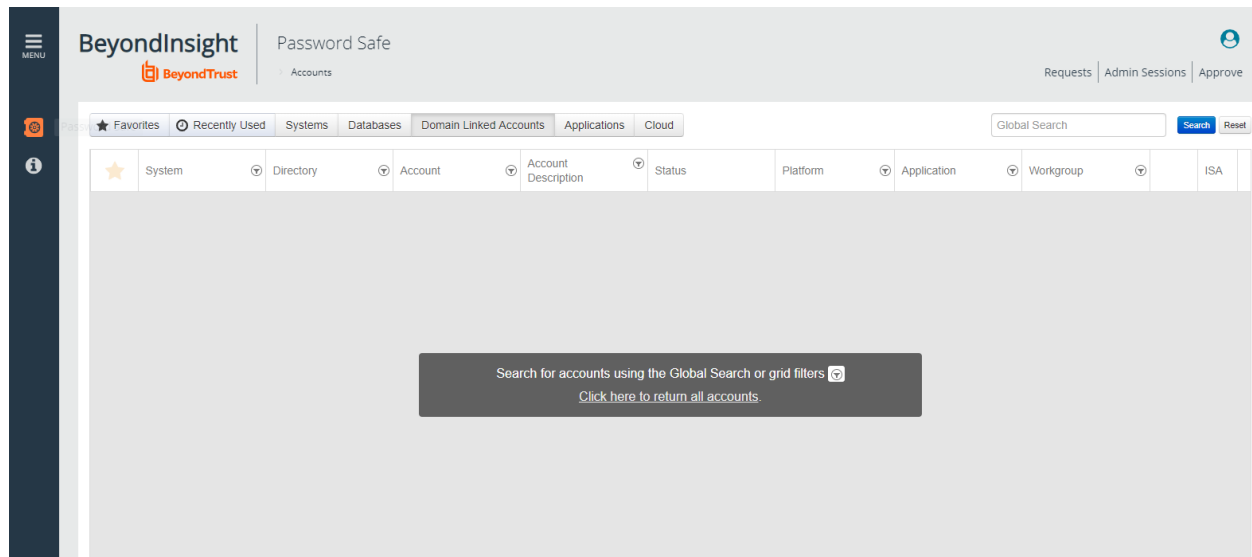 MENU
BeyondInsight
BeyondTrust
Password Safe
Accounts
Requests
Admin Sessions
Approve
Favorites
Recently Used
Systems
Databases
Domain Linked Accounts
Applications
Cloud
Global Search
Search
Reset
System
Directory
Account
Account
Description
Status
Platform
Application
Workgroup
ISA
Search for accounts using the Global Search or grid filters
Click here to return all accounts.